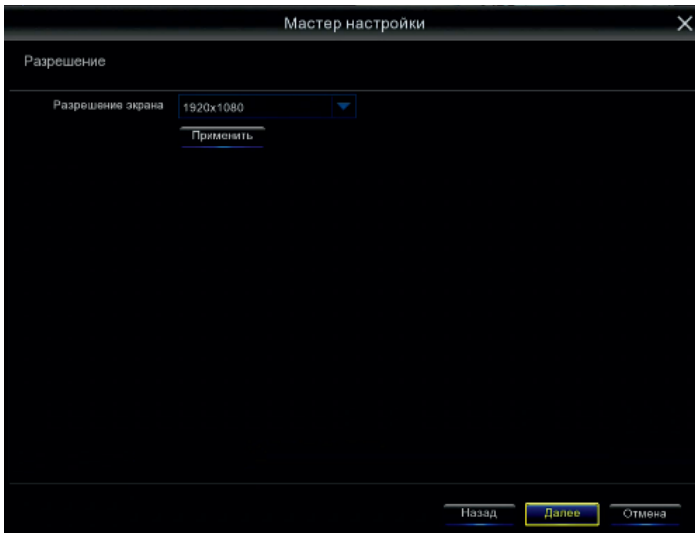 Мастер настройки
Разрешение
Разрешение экрана 1920x1080
Применить
Назад Далее Отмена